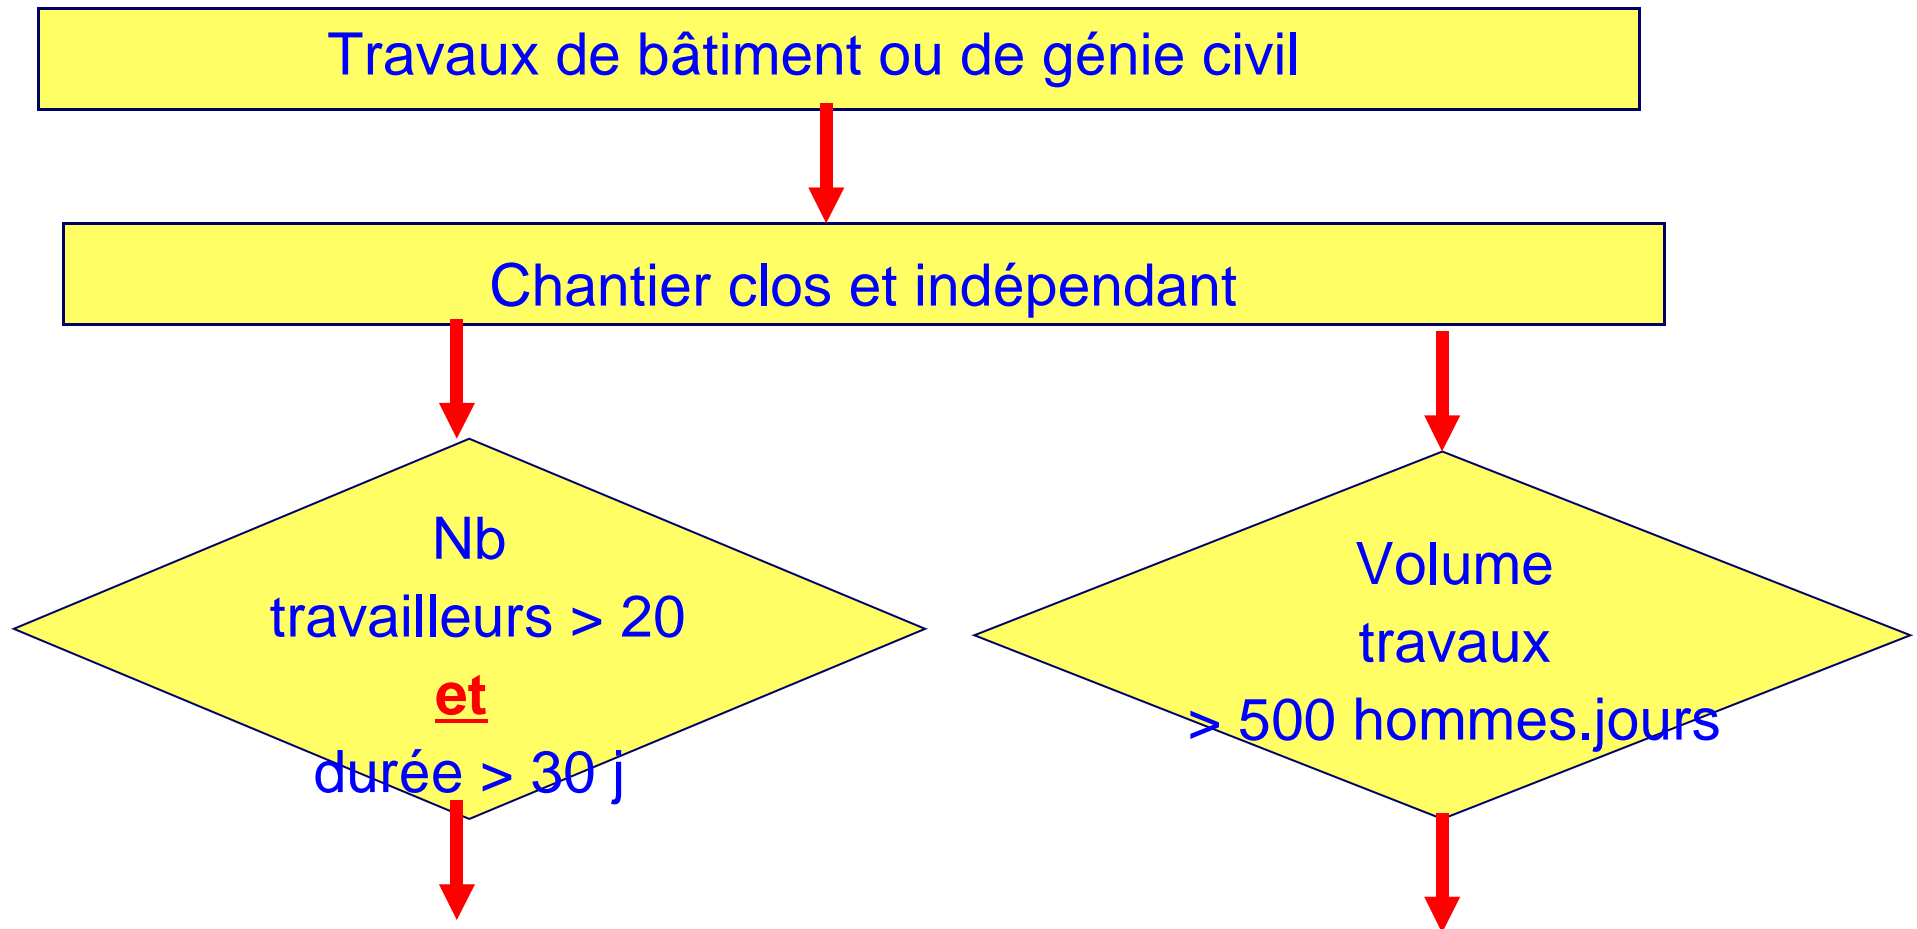 Travaux de bâtiment ou de génie civil
Chantier clos et indépendant
Nb
travailleurs > 20
et
durée > 30 j
Volume
travaux
> 500 hommes.jours